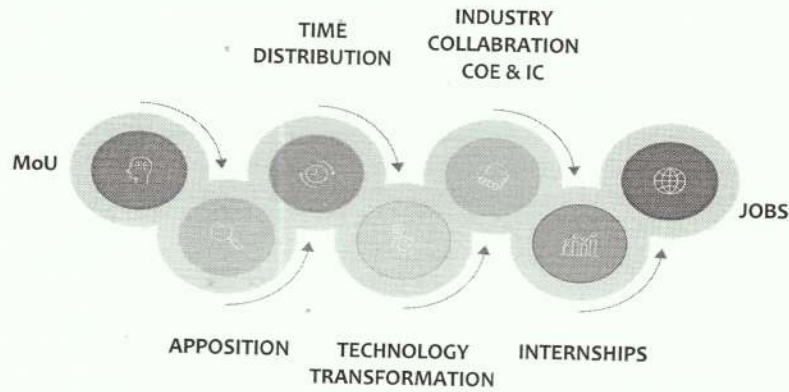 TIME
DISTRIBUTION
INDUSTRY
COLLABRATION
COE & IC
MoU
JOBS
APPOSITION
TECHNOLOGY
TRANSFORMATION
INTERNSHIPS